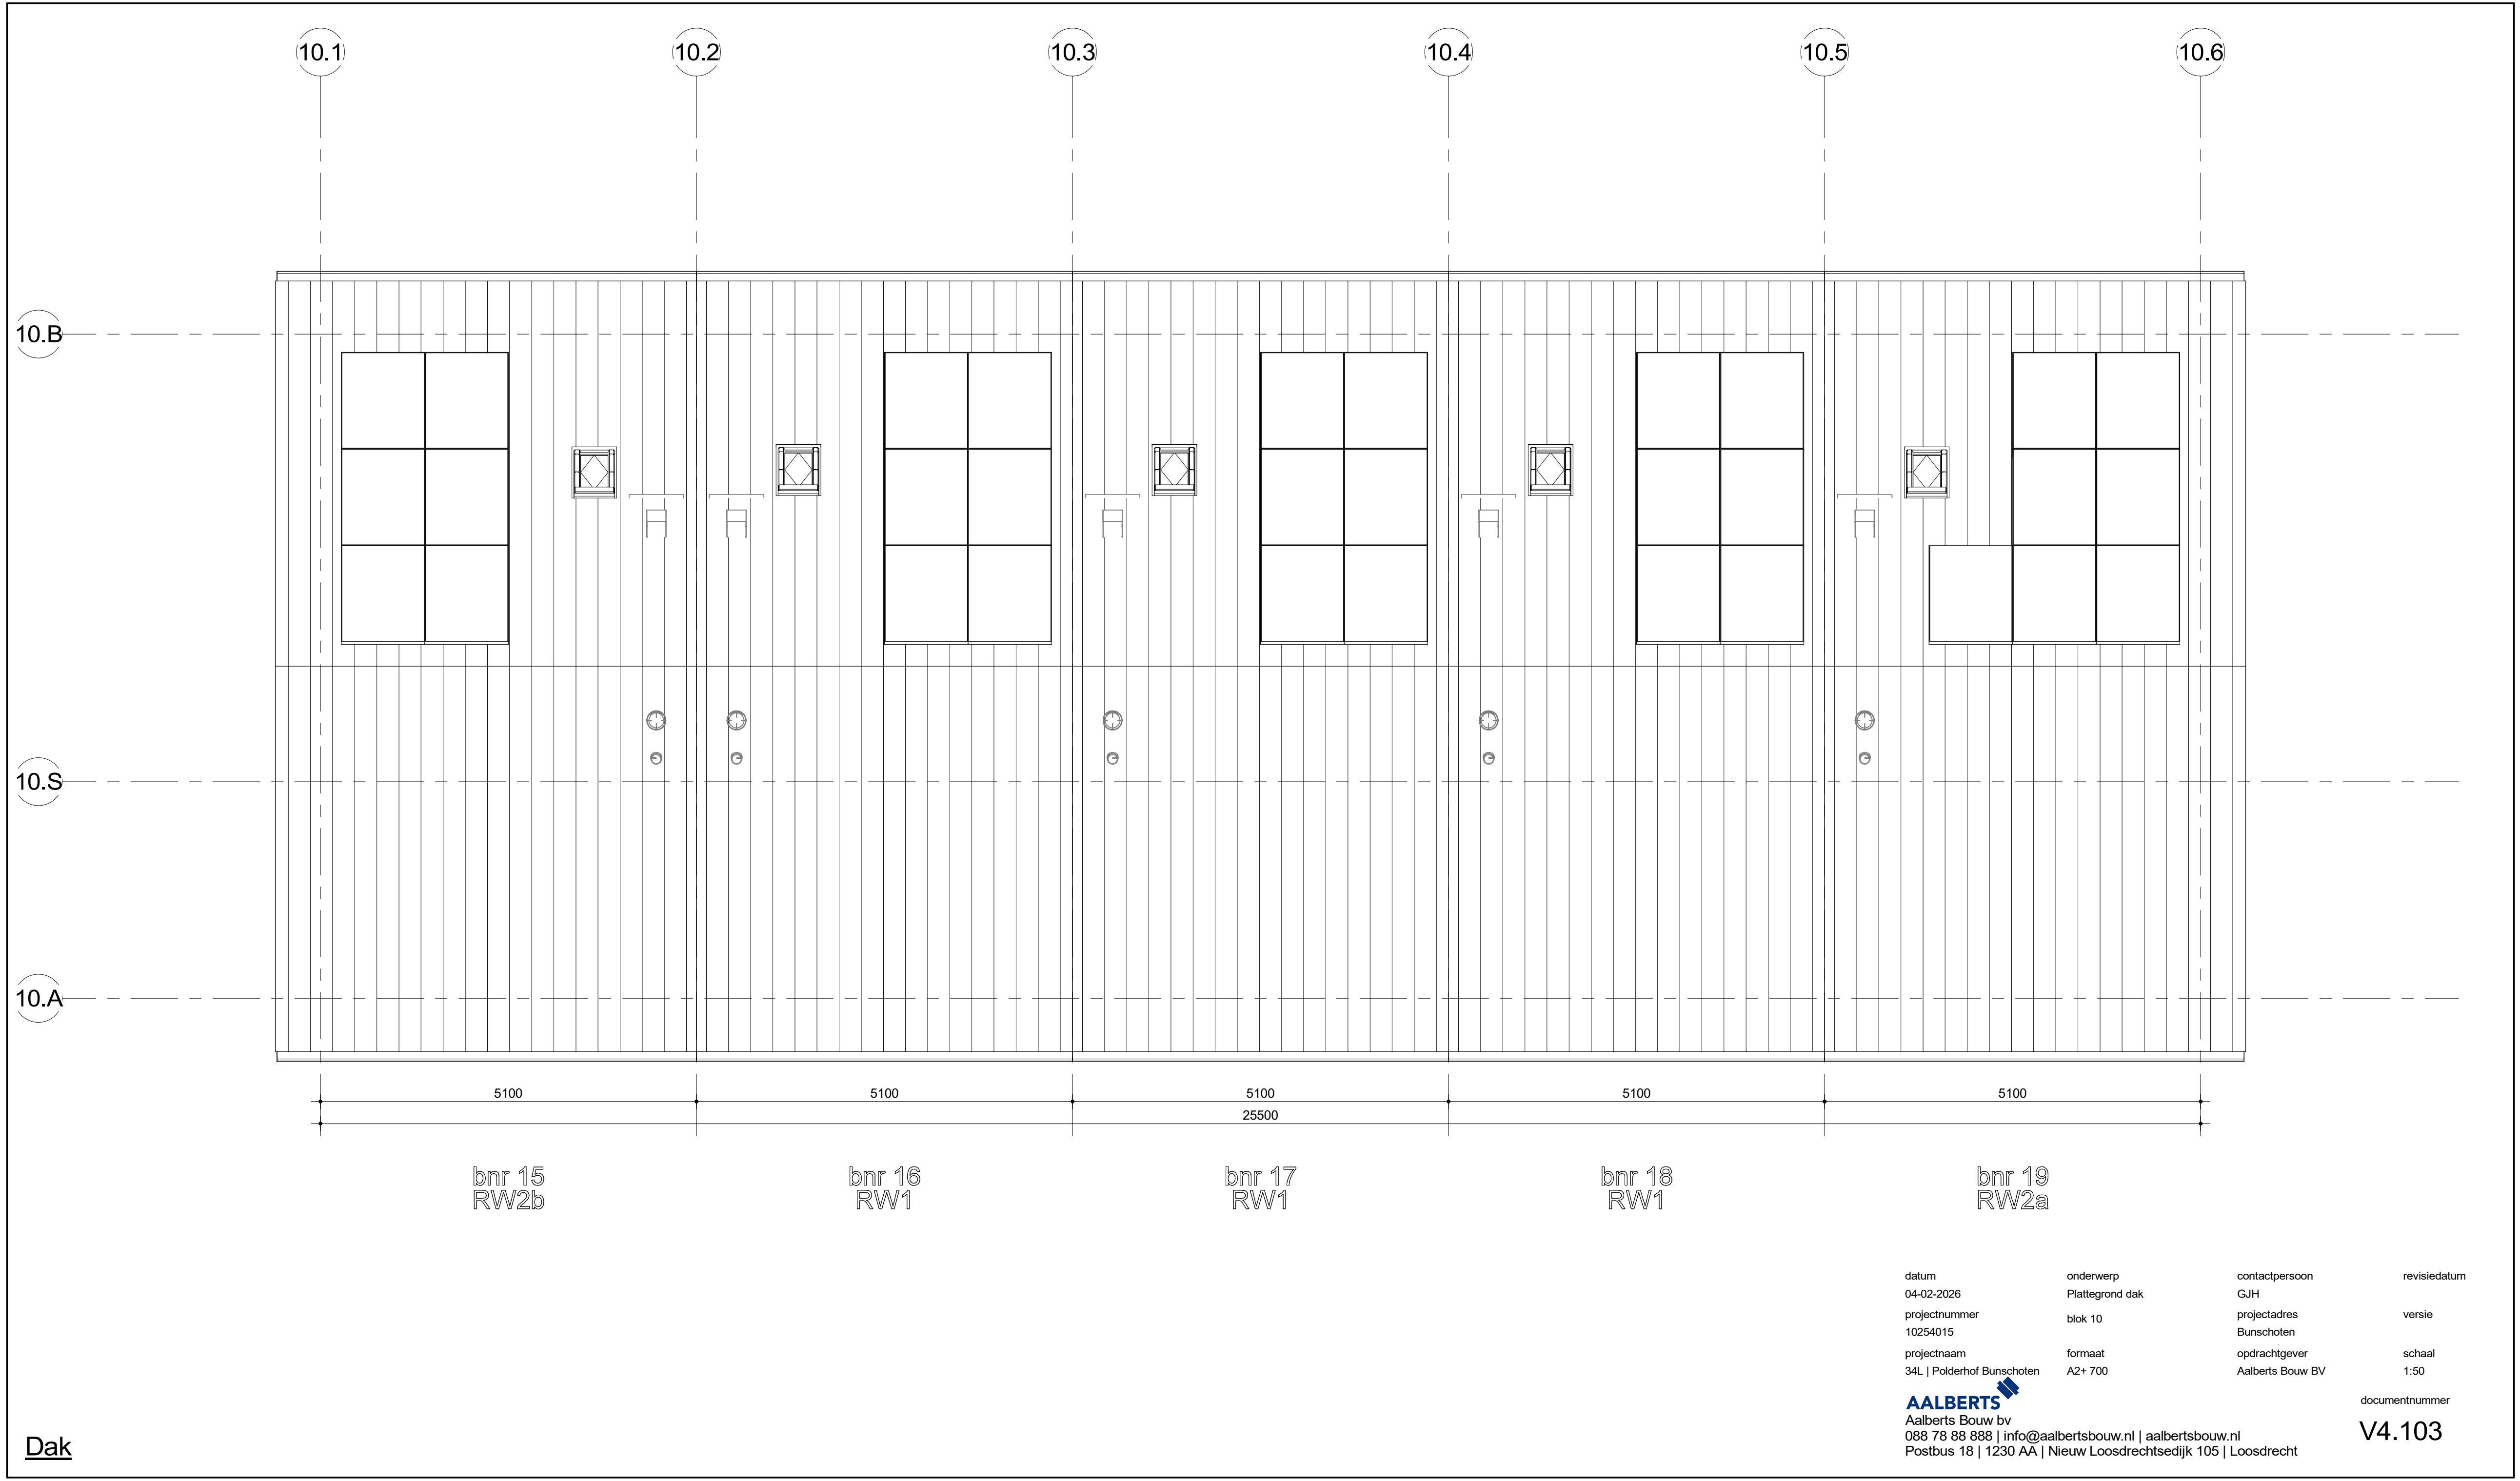 10.1 10.2 10.3 10.4 10.5 10.6
10.B
10.S
10.A
5100 5100 5100 5100 5100
25500
bnr 15
RW2b
bnr 16
RW1
bnr 17
RW1
bnr 18
RW1
bnr 19
RW2a
datum onderwerp contactpersoon revisiedatum
04-02-2026 Plattegrond dak GJH
projectnummer blok 10 projectadres versie
10254015 Bunschoten
projectnaam formaat opdrachtgever schaal
34L | Polderhof Bunschoten A2+ 700 Aalberts Bouw BV 1:50
AALBERTS
documentnummer
V4.103
Aalberts Bouw bv
088 78 88 888 | info@aalbertsbouw.nl | aalbertsbouw.nl
Postbus 18 | 1230 AA | Nieuw Loosdrechtsedijk 105 | Loosdrecht
Dak